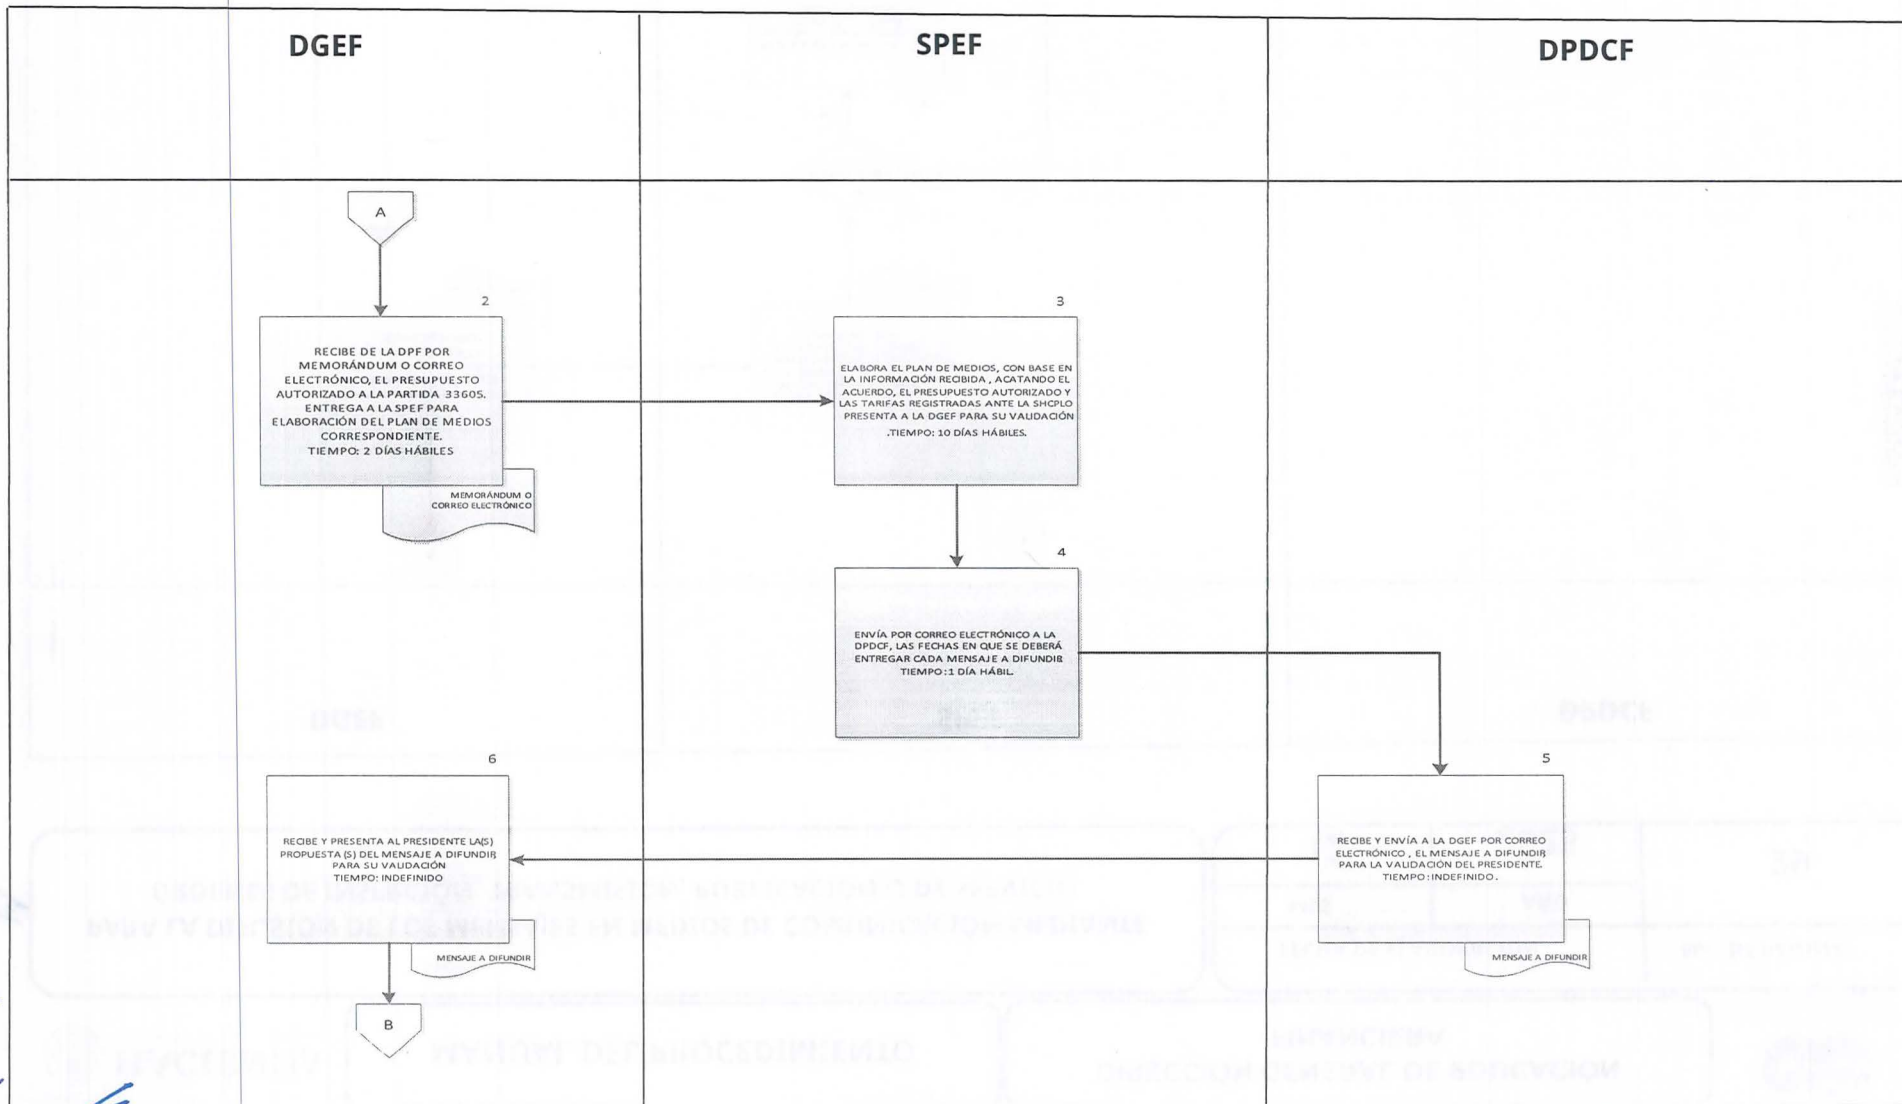 DGEF
SPEF
DPDCF
A
2
RECIBE DE LA DPF POR
MEMORÁNDUM O CORREO
ELECTRÓNICO, EL PRESUPUESTO
AUTORIZADO A LA PARTIDA 33605.
ENTREGA A LA SPEF PARA
ELABORACIÓN DEL PLAN DE MEDIOS
CORRESPONDIENTE.
TIEMPO: 2 DÍAS HÁBILES
MEMORÁNDUM O
CORREO ELECTRÓNICO
3
ELABORA EL PLAN DE MEDIOS, CON BASE EN
LA INFORMACIÓN RECIBIDA , ACATANDO EL
ACUERDO, EL PRESUPUESTO AUTORIZADO Y
LAS TARIFAS REGISTRADAS ANTE LA SHCPLO
PRESENTA A LA DGEF PARA SU VALIDACIÓN
.TIEMPO: 10 DÍAS HÁBILES.
4
ENVÍA POR CORREO ELECTRÓNICO A LA
DPDCF, LAS FECHAS EN QUE SE DEBERÁ
ENTREGAR CADA MENSAJE A DIFUNDIR.
TIEMPO:1 DÍA HÁBIL.
5
RECIBE Y ENVÍA A LA DGEF POR CORREO
ELECTRÓNICO , EL MENSAJE A DIFUNDIR
PARA LA VALIDACIÓN DEL PRESIDENTE.
TIEMPO:INDEFINIDO.
MENSAJE A DIFUNDIR
6
RECIBE Y PRESENTA AL PRESIDENTE LA(S)
PROPUESTA (S) DEL MENSAJE A DIFUNDIR,
PARA SU VALIDACIÓN
TIEMPO: INDEFINIDO
MENSAJE A DIFUNDIR
B